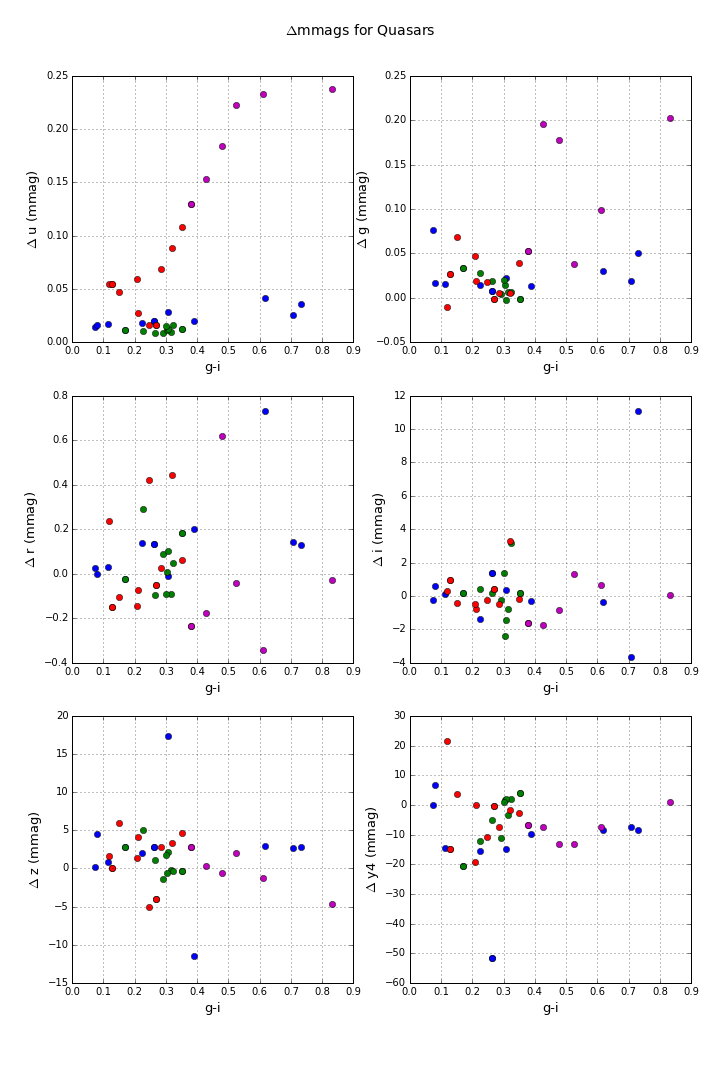 Δmmags for Quasars
0.25
0.20
0.15
0.10
0.05
0.00
Δ u (mmag)
0.0 0.1 0.2 0.3 0.4 0.5 0.6 0.7 0.8 0.9
g-i
0.25
0.20
0.15
0.10
0.05
0.00
−0.05
Δ g (mmag)
0.0 0.1 0.2 0.3 0.4 0.5 0.6 0.7 0.8 0.9
g-i
0.8
0.6
0.4
0.2
0.0
−0.2
−0.4
Δ r (mmag)
0.0 0.1 0.2 0.3 0.4 0.5 0.6 0.7 0.8 0.9
g-i
12
10
8
6
4
2
0
−2
−4
Δ i (mmag)
0.0 0.1 0.2 0.3 0.4 0.5 0.6 0.7 0.8 0.9
g-i
20
15
10
5
0
−5
−10
−15
Δ z (mmag)
0.0 0.1 0.2 0.3 0.4 0.5 0.6 0.7 0.8 0.9
g-i
30
20
10
0
−10
−20
−30
−40
−50
−60
Δ y4 (mmag)
0.0 0.1 0.2 0.3 0.4 0.5 0.6 0.7 0.8 0.9
g-i